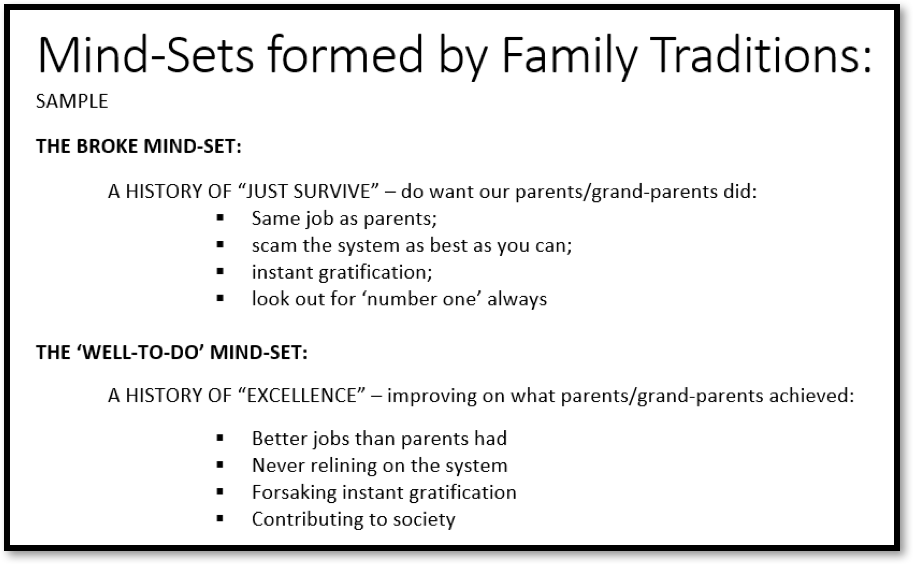 Mind-Sets formed by Family Traditions:
SAMPLE
THE BROKE MIND-SET:
A HISTORY OF “JUST SURVIVE” – do want our parents/grand-parents did:
▪ Same job as parents;
▪ scam the system as best as you can;
▪ instant gratification;
▪ look out for ‘number one’ always
THE ‘WELL-TO-DO’ MIND-SET:
A HISTORY OF “EXCELLENCE” – improving on what parents/grand-parents achieved:
▪ Better jobs than parents had
▪ Never relining on the system
▪ Forsaking instant gratification
▪ Contributing to society